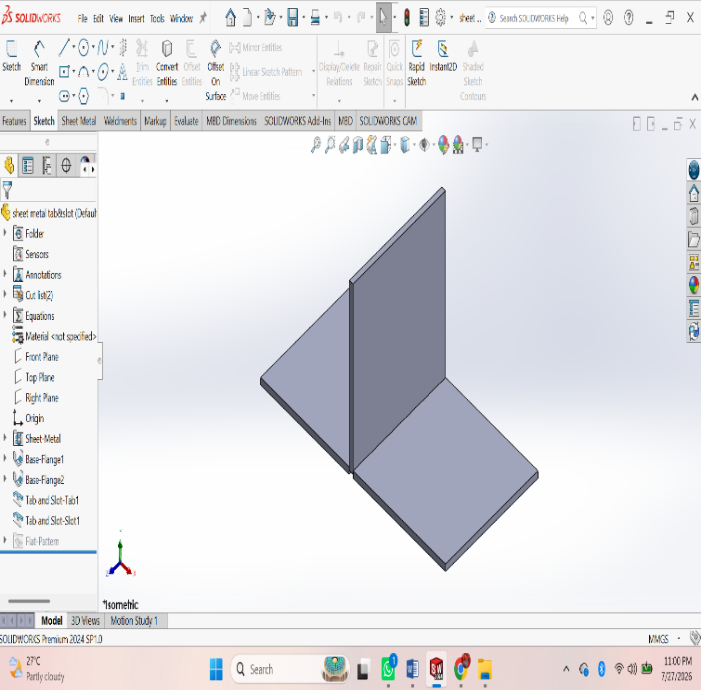 SOLIDWORKS File Edit View Insert Tools Window sheet ... Search SOLIDWORKS Help
Sketch Smart Dimension Trim Entities Convert Entities Offset Entities Offset On Surface Mirror Entities Linear Sketch Pattern Move Entities Display/Delete Relations Repair Sketch Quick Snaps Rapid Sketch Instant2D Shaded Sketch Contours
Features Sketch Sheet Metal Weldments Markup Evaluate MBD Dimensions SOLIDWORKS Add-Ins MBD SOLIDWORKS CAM
sheet metal tab&slot (Defaul
Folder
Sensors
Annotations
Cut list(2)
Equations
Material <not specified>
Front Plane
Top Plane
Right Plane
Origin
Sheet-Metal
Base-Flange1
Base-Flange2
Tab and Slot-Tab1
Tab and Slot-Slot1
Flat-Pattern
*Isometric
Model 3D Views Motion Study 1
SOLIDWORKS Premium 2024 SP1.0 MMGS
27°C
Partly cloudy
Search
11:00 PM
7/27/2026